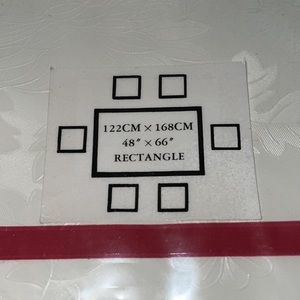 122CM × 168CM
48″ × 66″
RECTANGLE